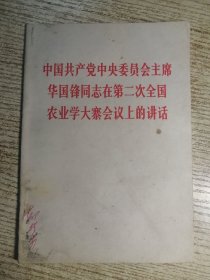 中国共产党中央委员会主席
华国锋同志在第二次全国
农业学大寨会议上的讲话